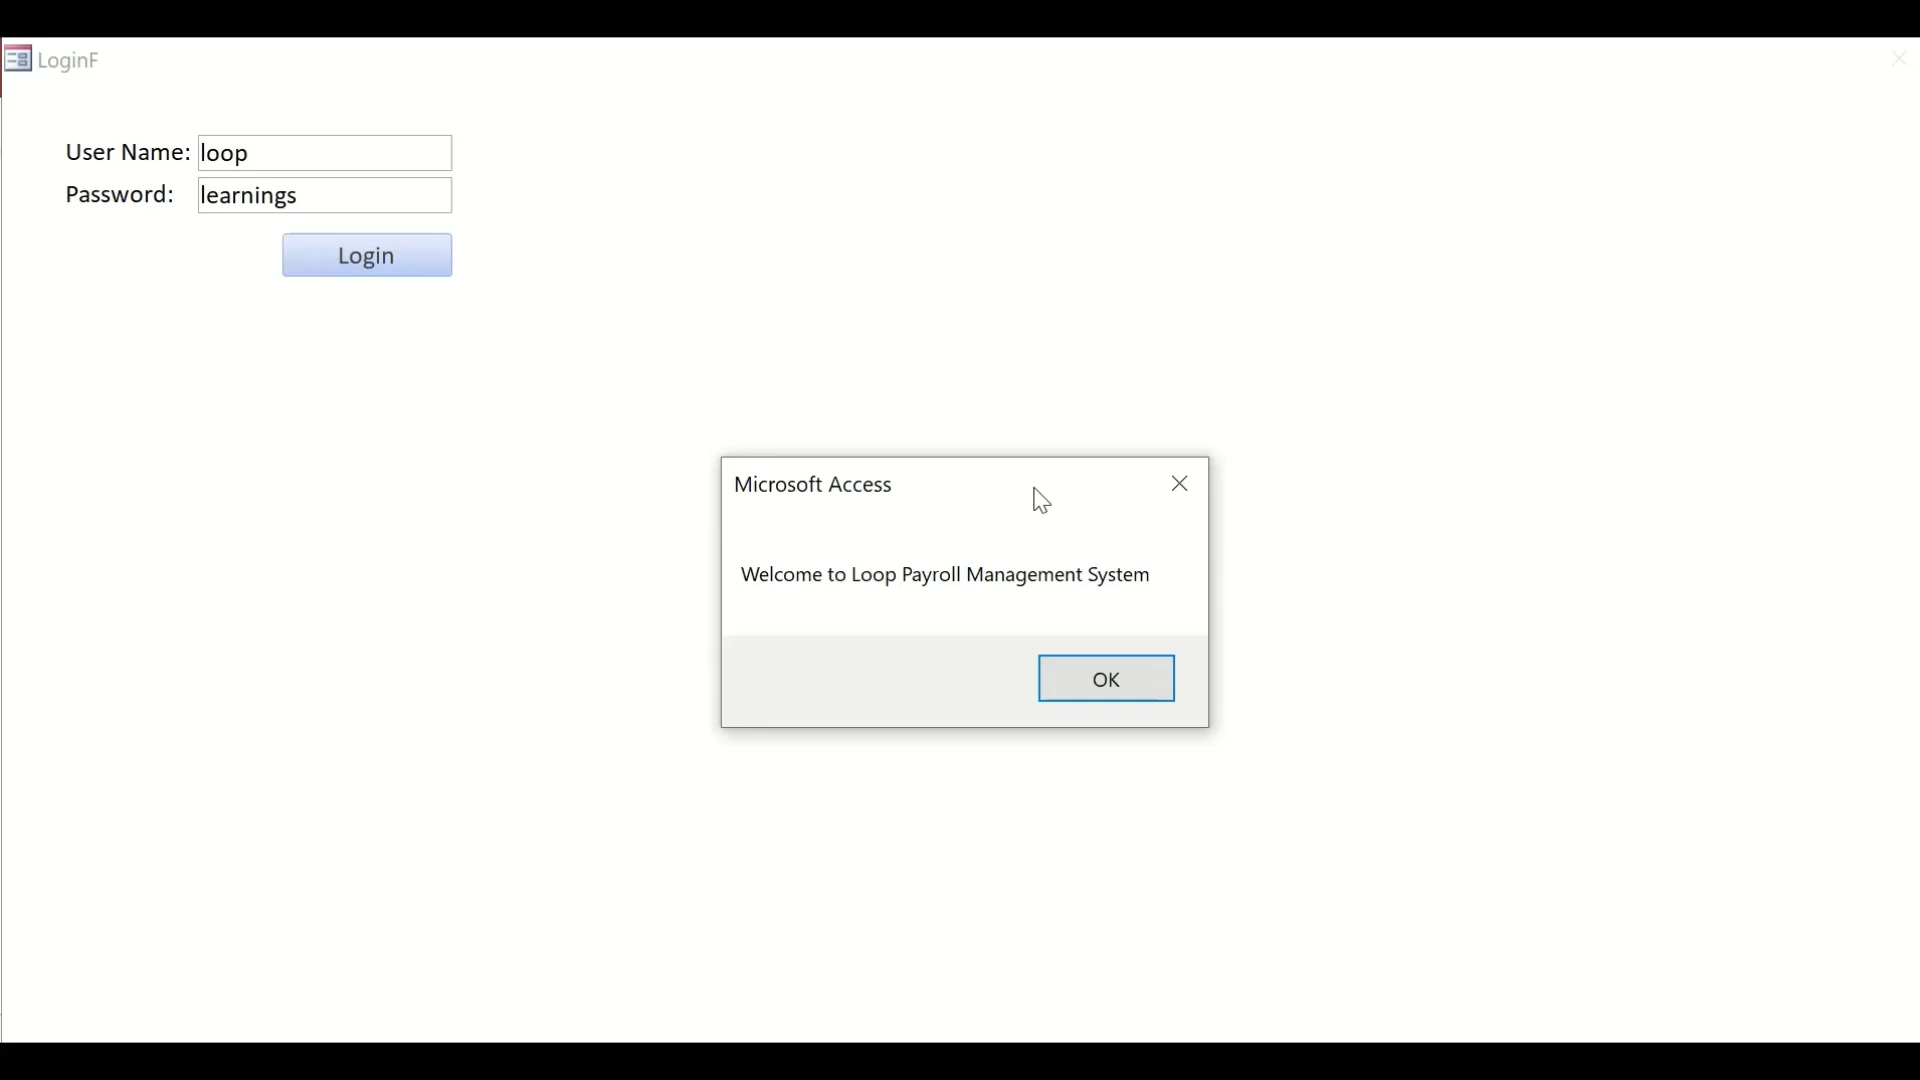 LoginF
User Name: loop
Password: learnings
Login
Microsoft Access
Welcome to Loop Payroll Management System
OK